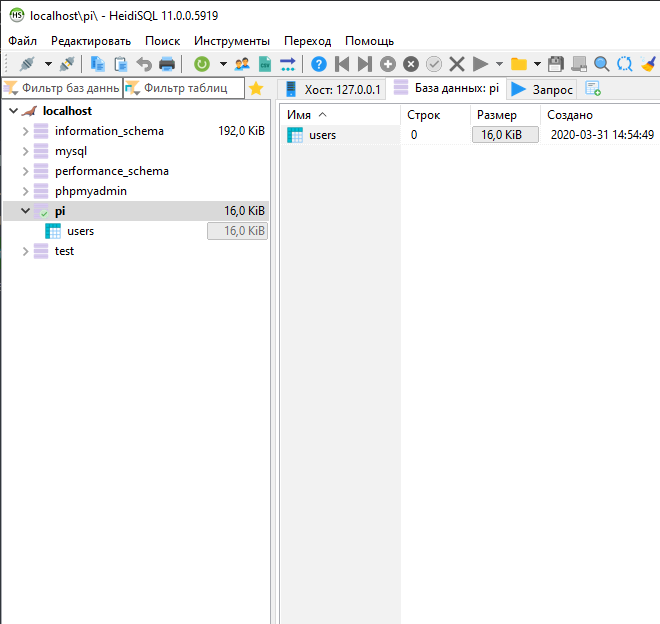 localhost\pi\ - HeidiSQL 11.0.0.5919
Файл Редактировать Поиск Инструменты Переход Помощь
Фильтр баз даннь Фильтр таблиц Хост: 127.0.0.1 База данных: pi Запрос
localhost
information_schema 192,0 KiB
mysql
performance_schema
phpmyadmin
pi 16,0 KiB
users 16,0 KiB
test
Имя Строк Размер Создано
users 0 16,0 KiB 2020-03-31 14:54:49